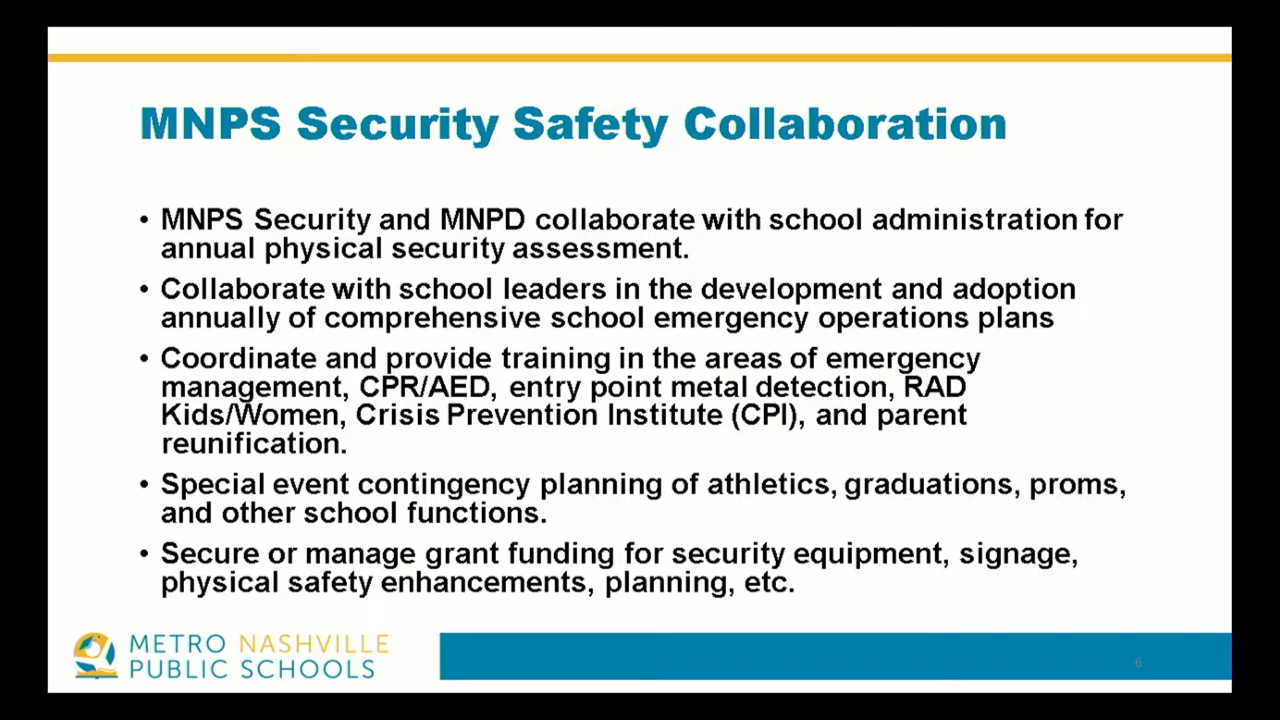 MNPS Security Safety Collaboration
• MNPS Security and MNPD collaborate with school administration for
annual physical security assessment.
• Collaborate with school leaders in the development and adoption
annually of comprehensive school emergency operations plans
• Coordinate and provide training in the areas of emergency
management, CPR/AED, entry point metal detection, RAD
Kids/Women, Crisis Prevention Institute (CPI), and parent
reunification.
• Special event contingency planning of athletics, graduations, proms,
and other school functions.
• Secure or manage grant funding for security equipment, signage,
physical safety enhancements, planning, etc.
METRO NASHVILLE
PUBLIC SCHOOLS
6